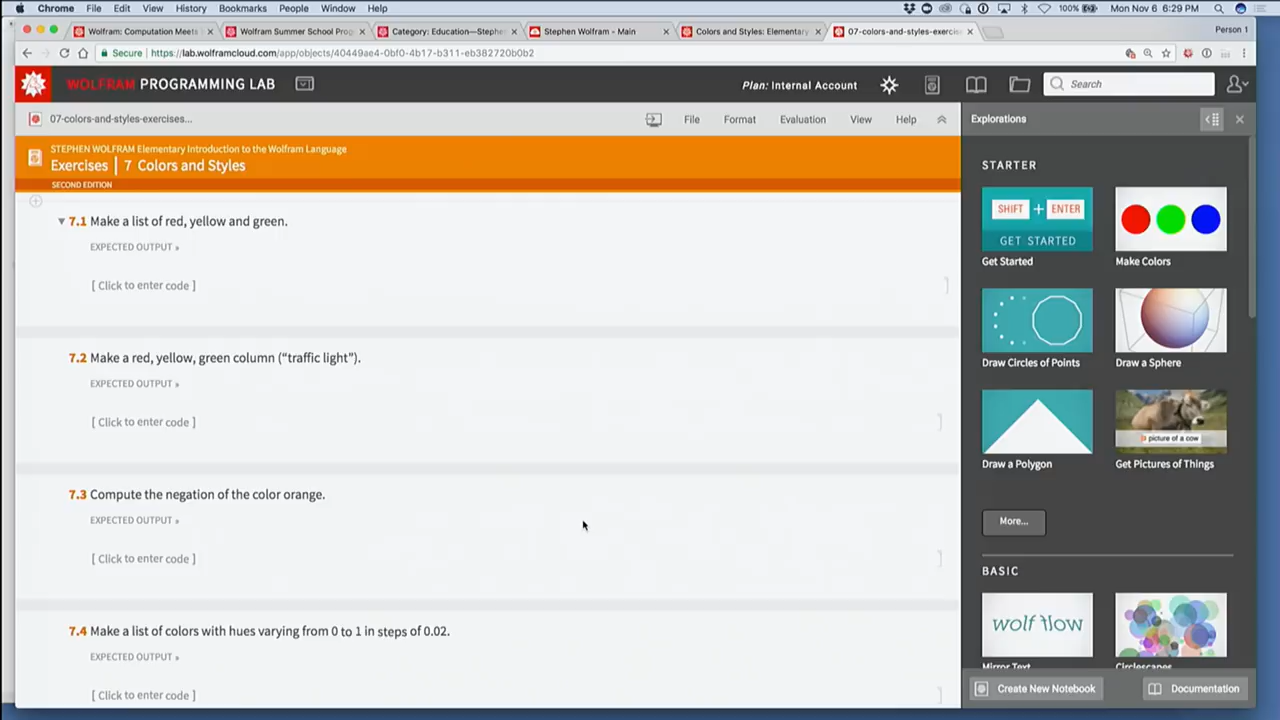 Chrome File Edit View History Bookmarks People Window Help 100% Mon Nov 6 6:29 PM
Wolfram: Computation Meets Wolfram Summer School Prog Category: Education—Stephe Stephen Wolfram - Main Colors and Styles: Elementary 07-colors-and-styles-exercise Person 1
Secure https://lab.wolframcloud.com/app/objects/40449ae4-0bf0-4b17-b311-eb382720b0b2
WOLFRAM PROGRAMMING LAB Plan: Internal Account Search
07-colors-and-styles-exercises... File Format Evaluation View Help Explorations
STEPHEN WOLFRAM Elementary Introduction to the Wolfram Language
Exercises | 7 Colors and Styles
SECOND EDITION
7.1 Make a list of red, yellow and green.
EXPECTED OUTPUT »
[ Click to enter code ]
7.2 Make a red, yellow, green column (“traffic light”).
EXPECTED OUTPUT »
[ Click to enter code ]
7.3 Compute the negation of the color orange.
EXPECTED OUTPUT »
[ Click to enter code ]
7.4 Make a list of colors with hues varying from 0 to 1 in steps of 0.02.
EXPECTED OUTPUT »
[ Click to enter code ]
STARTER
SHIFT + ENTER
GET STARTED
Get Started Make Colors
Draw Circles of Points Draw a Sphere
picture of a cow
Draw a Polygon Get Pictures of Things
More...
BASIC
wolf flow
Mirror Text Circlescapes
Create New Notebook Documentation